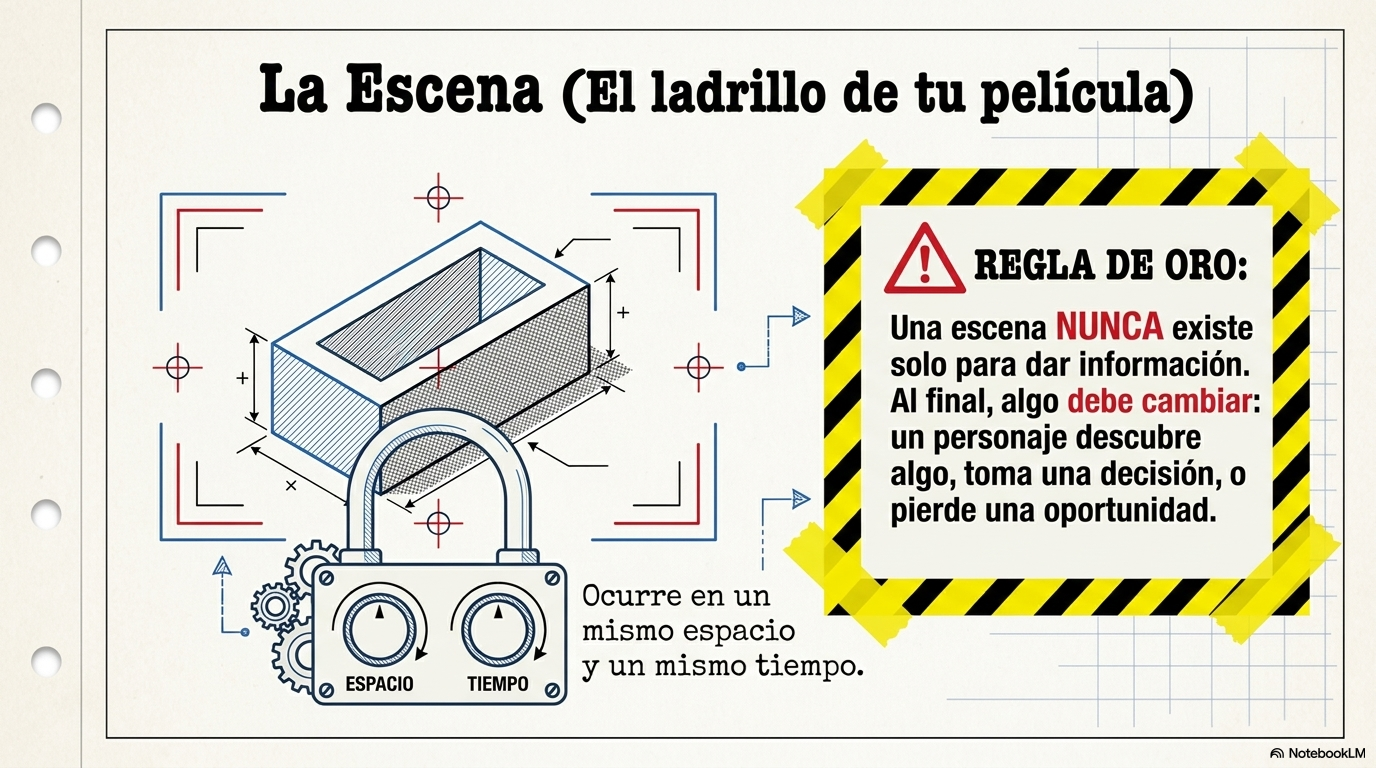 La Escena (El ladrillo de tu película)
REGLA DE ORO:
Una escena NUNCA existe
solo para dar información.
Al final, algo debe cambiar:
un personaje descubre
algo, toma una decisión, o
pierde una oportunidad.
Ocurre en un
mismo espacio
y un mismo tiempo.
ESPACIO
TIEMPO
NotebookLM